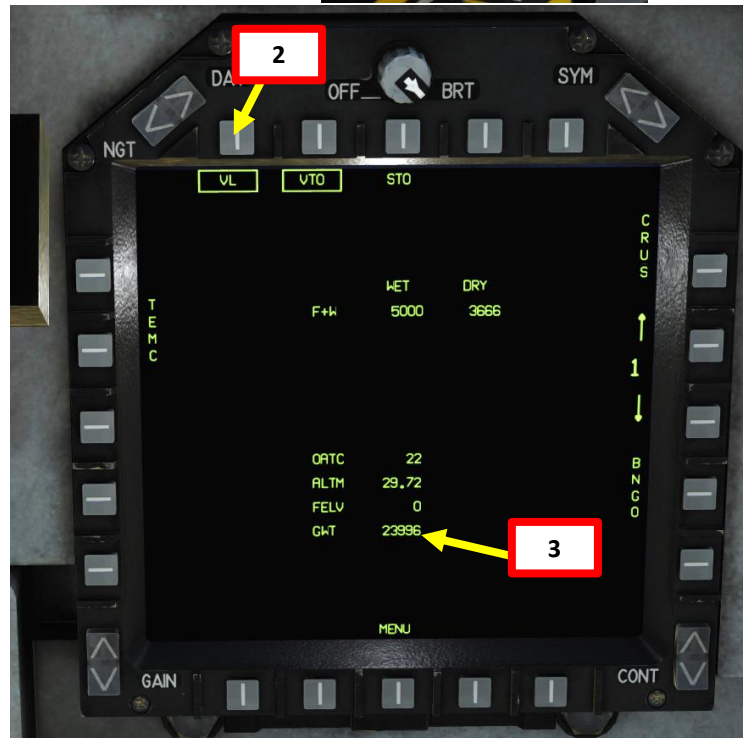 2
DAY
OFF
BRT
SYM
NGT
VL VTO STO
CRUS
WET DRY
F+W 5000 3666
TEMC
1
OATC 22
ALTM 29.72
FELV 0
GWT 23996
BNGO
3
MENU
GAIN
CONT